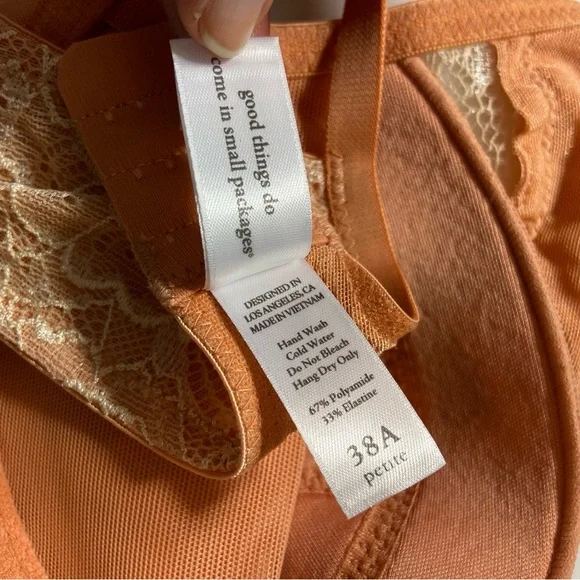 good things do
come in small packages®
DESIGNED IN
LOS ANGELES, CA
MADE IN VIETNAM
Hand Wash
Cold Water
Do Not Bleach
Hang Dry Only
67% Polyamide
33% Elastine
38A
petite